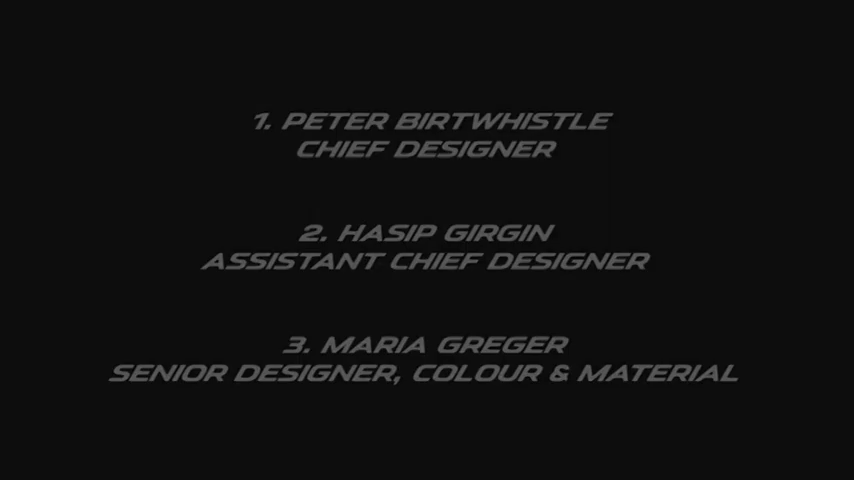 1. PETER BIRTWHISTLE
CHIEF DESIGNER
2. HASIP GIRGIN
ASSISTANT CHIEF DESIGNER
3. MARIA GREGER
SENIOR DESIGNER, COLOUR & MATERIAL